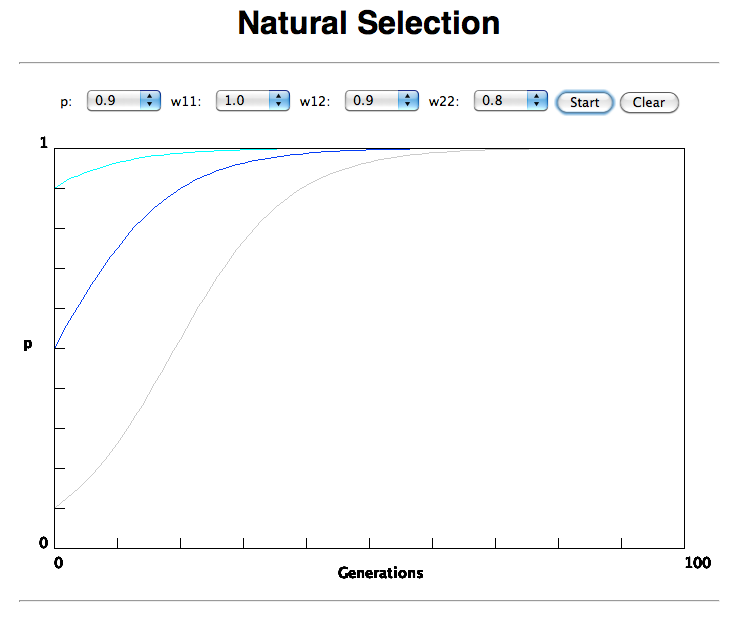 Natural Selection
p: 0.9 w11: 1.0 w12: 0.9 w22: 0.8 Start Clear
1
p
0
0 100
Generations